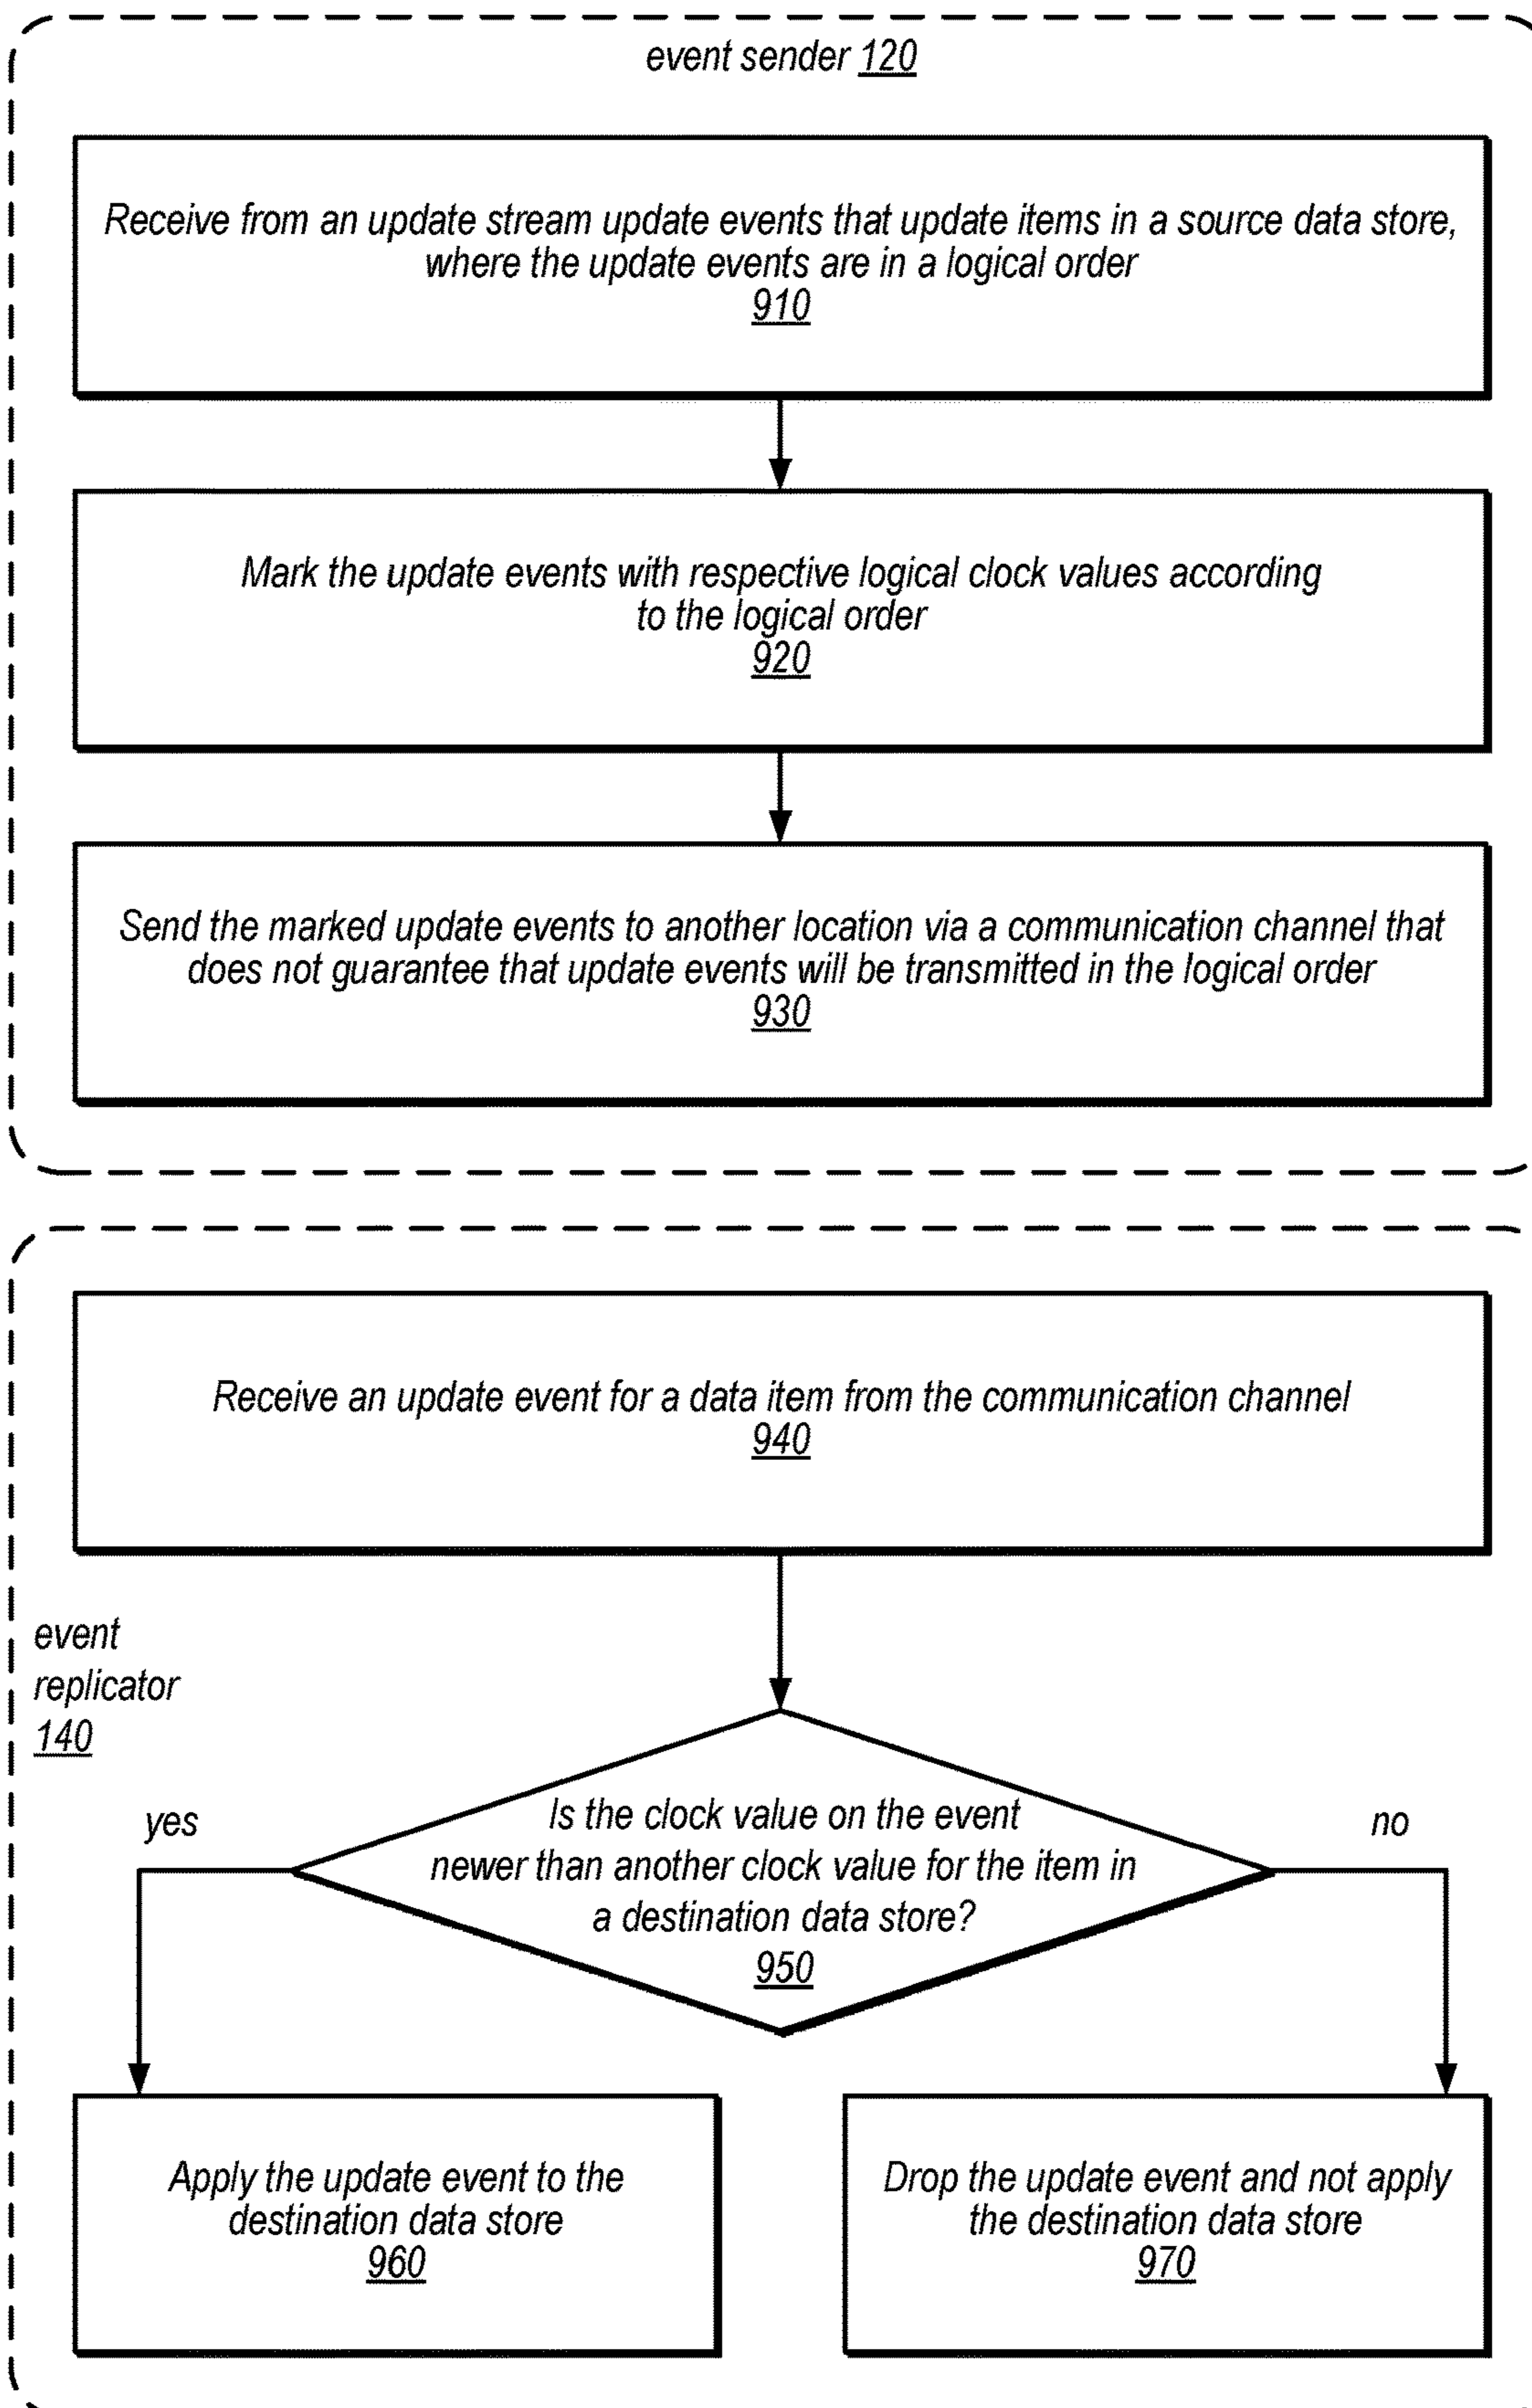 event sender 120
Receive from an update stream update events that update items in a source data store,
where the update events are in a logical order
910
Mark the update events with respective logical clock values according
to the logical order
920
Send the marked update events to another location via a communication channel that
does not guarantee that update events will be transmitted in the logical order
930
Receive an update event for a data item from the communication channel
940
event
replicator
140
Is the clock value on the event
newer than another clock value for the item in
a destination data store?
950
yes
no
Apply the update event to the
destination data store
960
Drop the update event and not apply
the destination data store
970